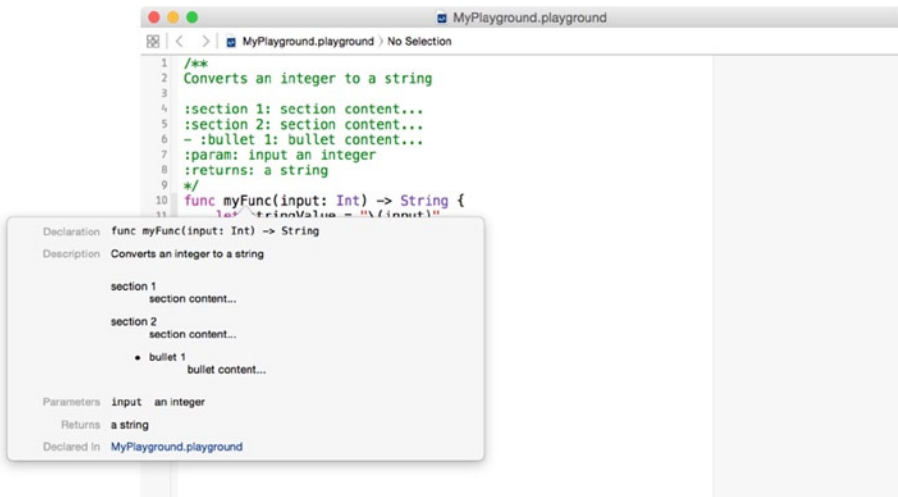 MyPlayground.playground
MyPlayground.playground > No Selection
1 /**
2 Converts an integer to a string
3
4 :section 1: section content...
5 :section 2: section content...
6 - :bullet 1: bullet content...
7 :param: input an integer
8 :returns: a string
9 */
10 func myFunc(input: Int) -> String {
11 let stringValue = "\(input)"
Declaration func myFunc(input: Int) -> String
Description Converts an integer to a string
section 1
section content...
section 2
section content...
• bullet 1
bullet content...
Parameters input an integer
Returns a string
Declared In MyPlayground.playground